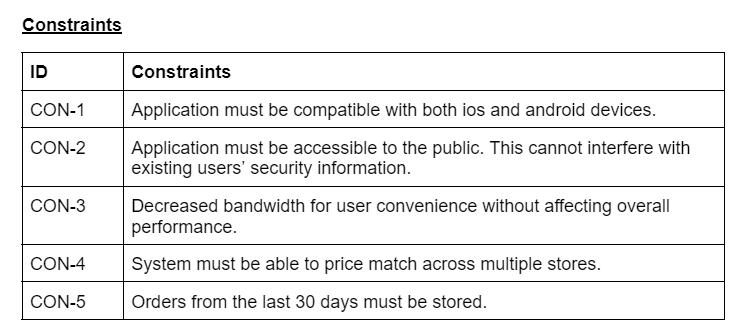 Constraints
ID Constraints
CON-1 Application must be compatible with both ios and android devices.
CON-2 Application must be accessible to the public. This cannot interfere with
existing users’ security information.
CON-3 Decreased bandwidth for user convenience without affecting overall
performance.
CON-4 System must be able to price match across multiple stores.
CON-5 Orders from the last 30 days must be stored.